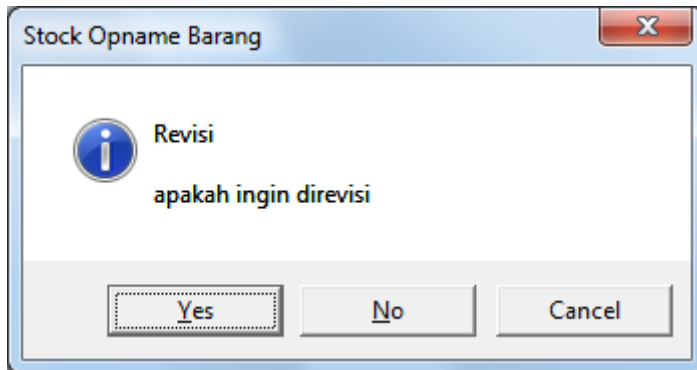 Stock Opname Barang
Revisi
apakah ingin direvisi
Yes
No
Cancel